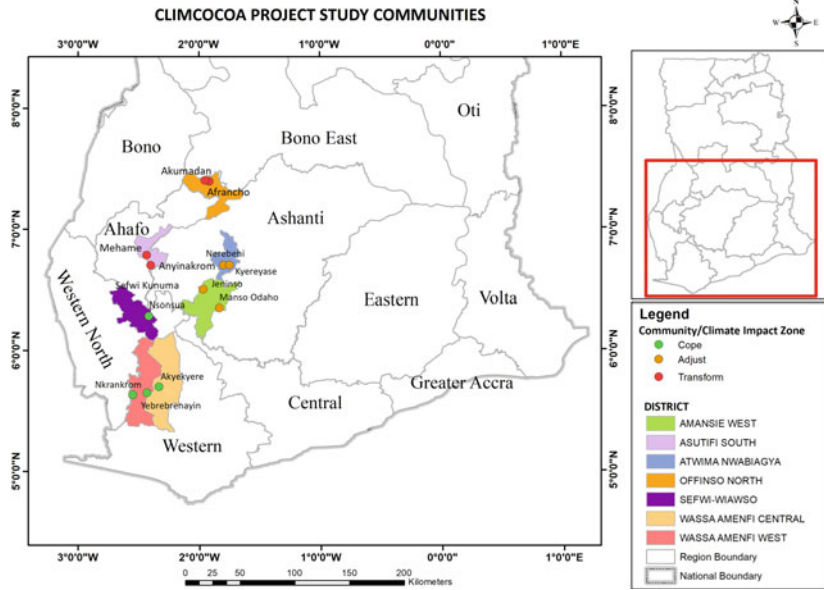 CLIMCOCOA PROJECT STUDY COMMUNITIES
N
W E
S
3°0'0"W 2°0'0"W 1°0'0"W 0°0'0" 1°0'0"E
8°0'0"N
7°0'0"N
6°0'0"N
5°0'0"N
8°0'0"N
7°0'0"N
6°0'0"N
5°0'0"N
Oti
Bono
Bono East
Akumadan
Afrancho
Ashanti
Ahafo
Mehame
Nerebehi
Anyinakrom
Kyereyase
Sefwi Kunuma
Jeninso
Manso Odaho
Nsonsua
Eastern
Volta
Western North
Akyekyere
Nkrankrom
Yebrebrenayin
Greater Accra
Central
Western
3°0'0"W 2°0'0"W 1°0'0"W 0°0'0" 1°0'0"E
0 25 50 100 150 200
Kilometers
Legend
Community/Climate Impact Zone
Cope
Adjust
Transform
DISTRICT
AMANSIE WEST
ASUTIFI SOUTH
ATWIMA NWABIAGYA
OFFINSO NORTH
SEFWI-WIAWSO
WASSA AMENFI CENTRAL
WASSA AMENFI WEST
Region Boundary
National Boundary